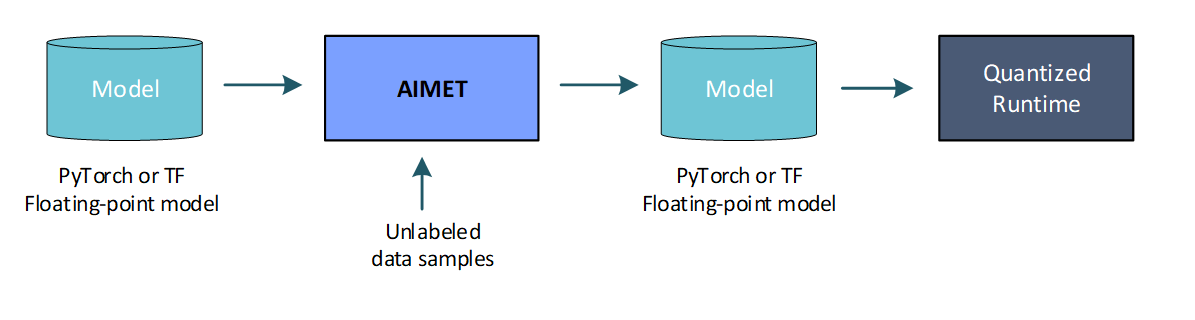 Model
AIMET
Model
Quantized
Runtime
PyTorch or TF
Floating-point model
PyTorch or TF
Floating-point model
Unlabeled
data samples